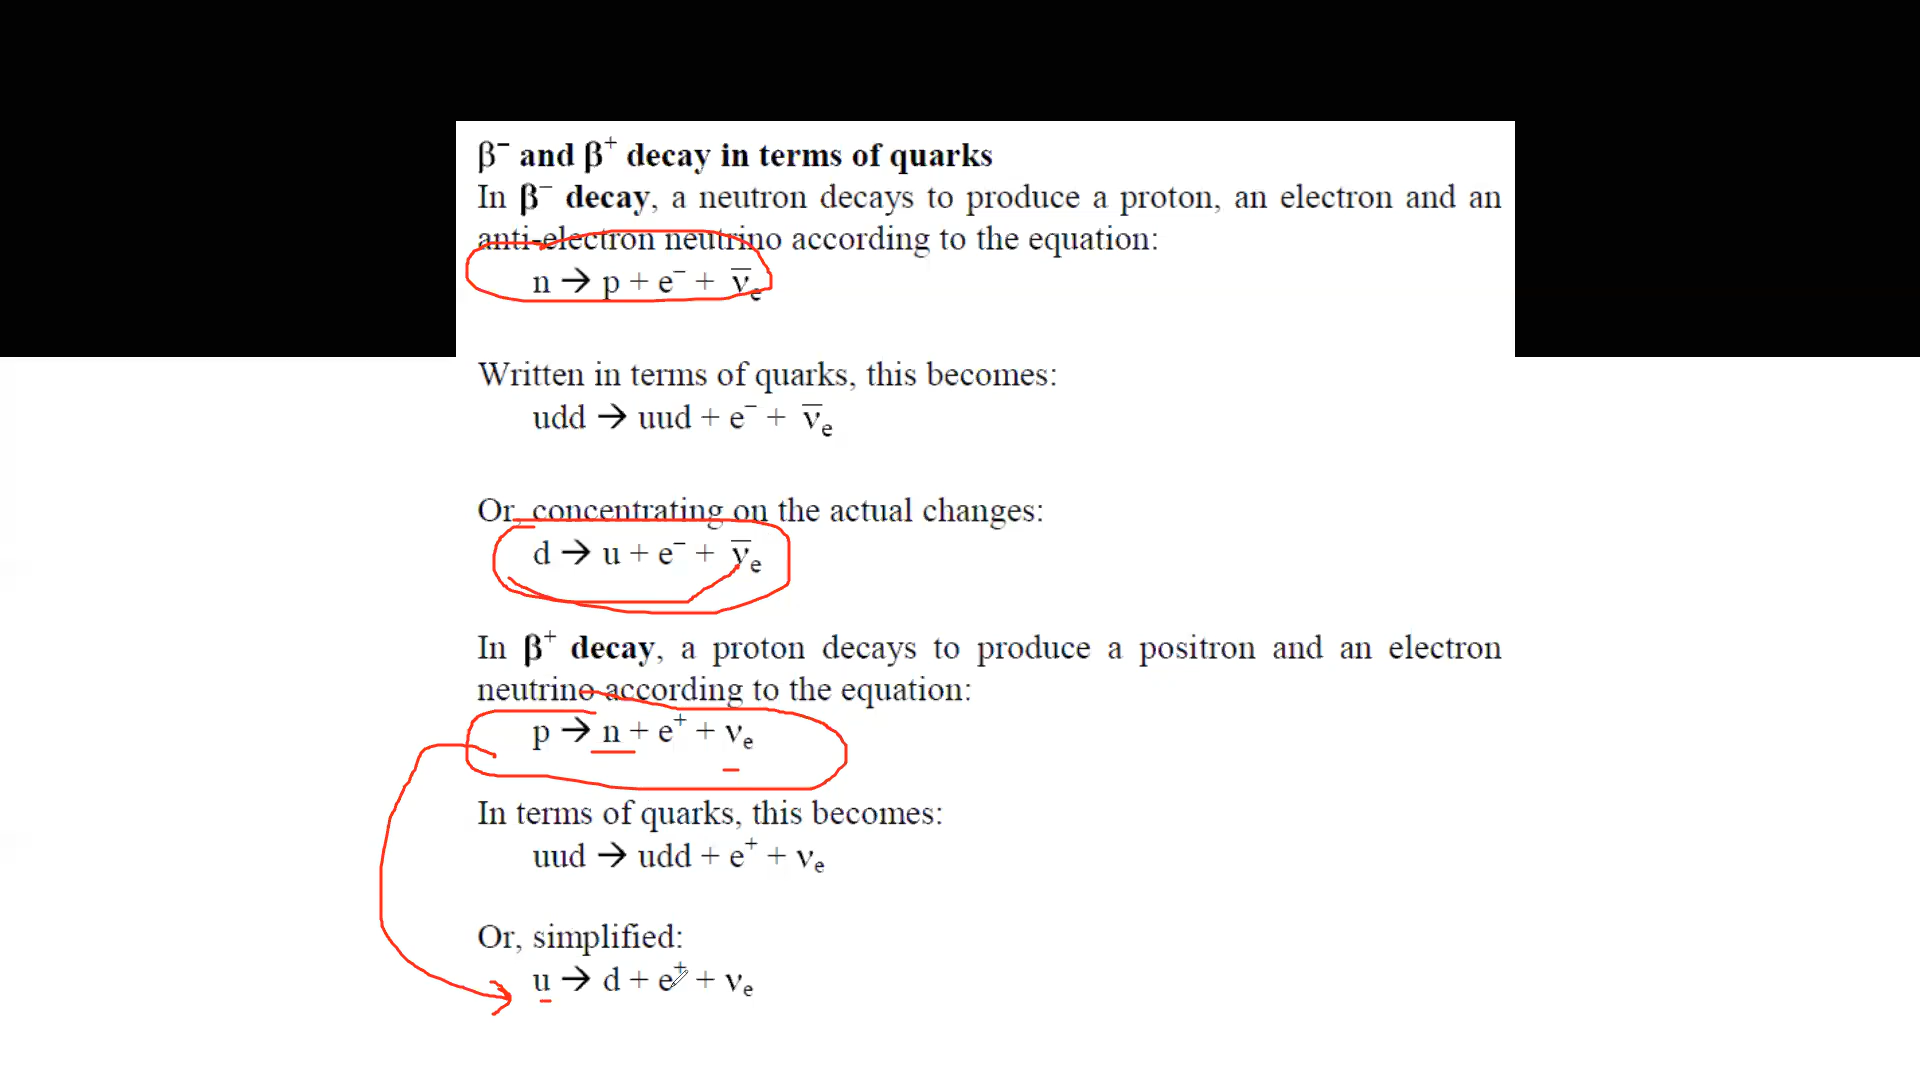 β⁻ and β⁺ decay in terms of quarks
In β⁻ decay, a neutron decays to produce a proton, an electron and an
anti-electron neutrino according to the equation:
n → p + e⁻ + ν̅ₑ
Written in terms of quarks, this becomes:
udd → uud + e⁻ + ν̅ₑ
Or, concentrating on the actual changes:
d → u + e⁻ + ν̅ₑ
In β⁺ decay, a proton decays to produce a positron and an electron
neutrino according to the equation:
p → n + e⁺ + νₑ
In terms of quarks, this becomes:
uud → udd + e⁺ + νₑ
Or, simplified:
u → d + e⁺ + νₑ